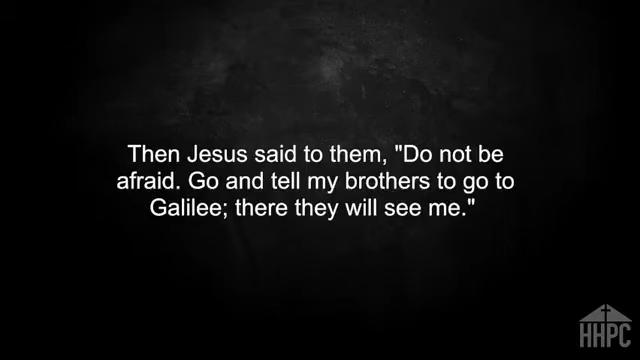 Then Jesus said to them, "Do not be
afraid. Go and tell my brothers to go to
Galilee; there they will see me."
HHPC